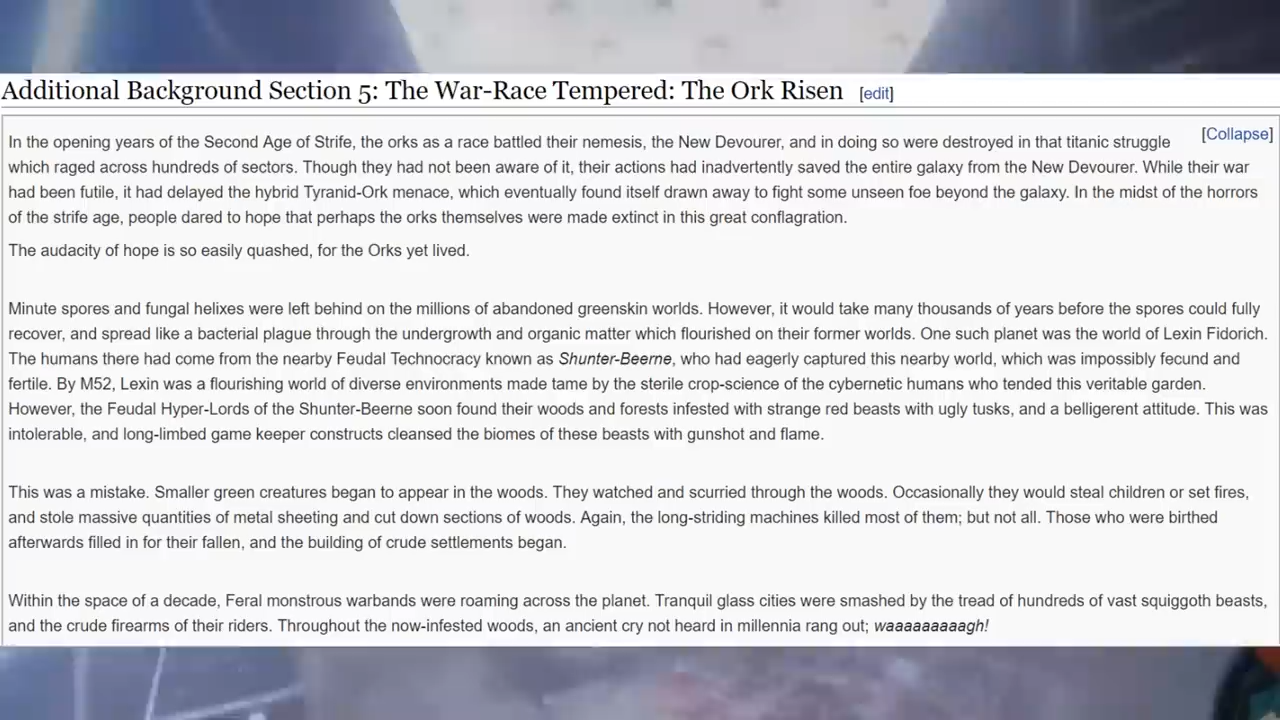 Additional Background Section 5: The War-Race Tempered: The Ork Risen [edit]
[Collapse]
In the opening years of the Second Age of Strife, the orks as a race battled their nemesis, the New Devourer, and in doing so were destroyed in that titanic struggle
which raged across hundreds of sectors. Though they had not been aware of it, their actions had inadvertently saved the entire galaxy from the New Devourer. While their war
had been futile, it had delayed the hybrid Tyranid-Ork menace, which eventually found itself drawn away to fight some unseen foe beyond the galaxy. In the midst of the horrors
of the strife age, people dared to hope that perhaps the orks themselves were made extinct in this great conflagration.
The audacity of hope is so easily quashed, for the Orks yet lived.
Minute spores and fungal helixes were left behind on the millions of abandoned greenskin worlds. However, it would take many thousands of years before the spores could fully
recover, and spread like a bacterial plague through the undergrowth and organic matter which flourished on their former worlds. One such planet was the world of Lexin Fidorich.
The humans there had come from the nearby Feudal Technocracy known as Shunter-Beerne, who had eagerly captured this nearby world, which was impossibly fecund and
fertile. By M52, Lexin was a flourishing world of diverse environments made tame by the sterile crop-science of the cybernetic humans who tended this veritable garden.
However, the Feudal Hyper-Lords of the Shunter-Beerne soon found their woods and forests infested with strange red beasts with ugly tusks, and a belligerent attitude. This was
intolerable, and long-limbed game keeper constructs cleansed the biomes of these beasts with gunshot and flame.
This was a mistake. Smaller green creatures began to appear in the woods. They watched and scurried through the woods. Occasionally they would steal children or set fires,
and stole massive quantities of metal sheeting and cut down sections of woods. Again, the long-striding machines killed most of them; but not all. Those who were birthed
afterwards filled in for their fallen, and the building of crude settlements began.
Within the space of a decade, Feral monstrous warbands were roaming across the planet. Tranquil glass cities were smashed by the tread of hundreds of vast squiggoth beasts,
and the crude firearms of their riders. Throughout the now-infested woods, an ancient cry not heard in millennia rang out; waaaaaaaaagh!